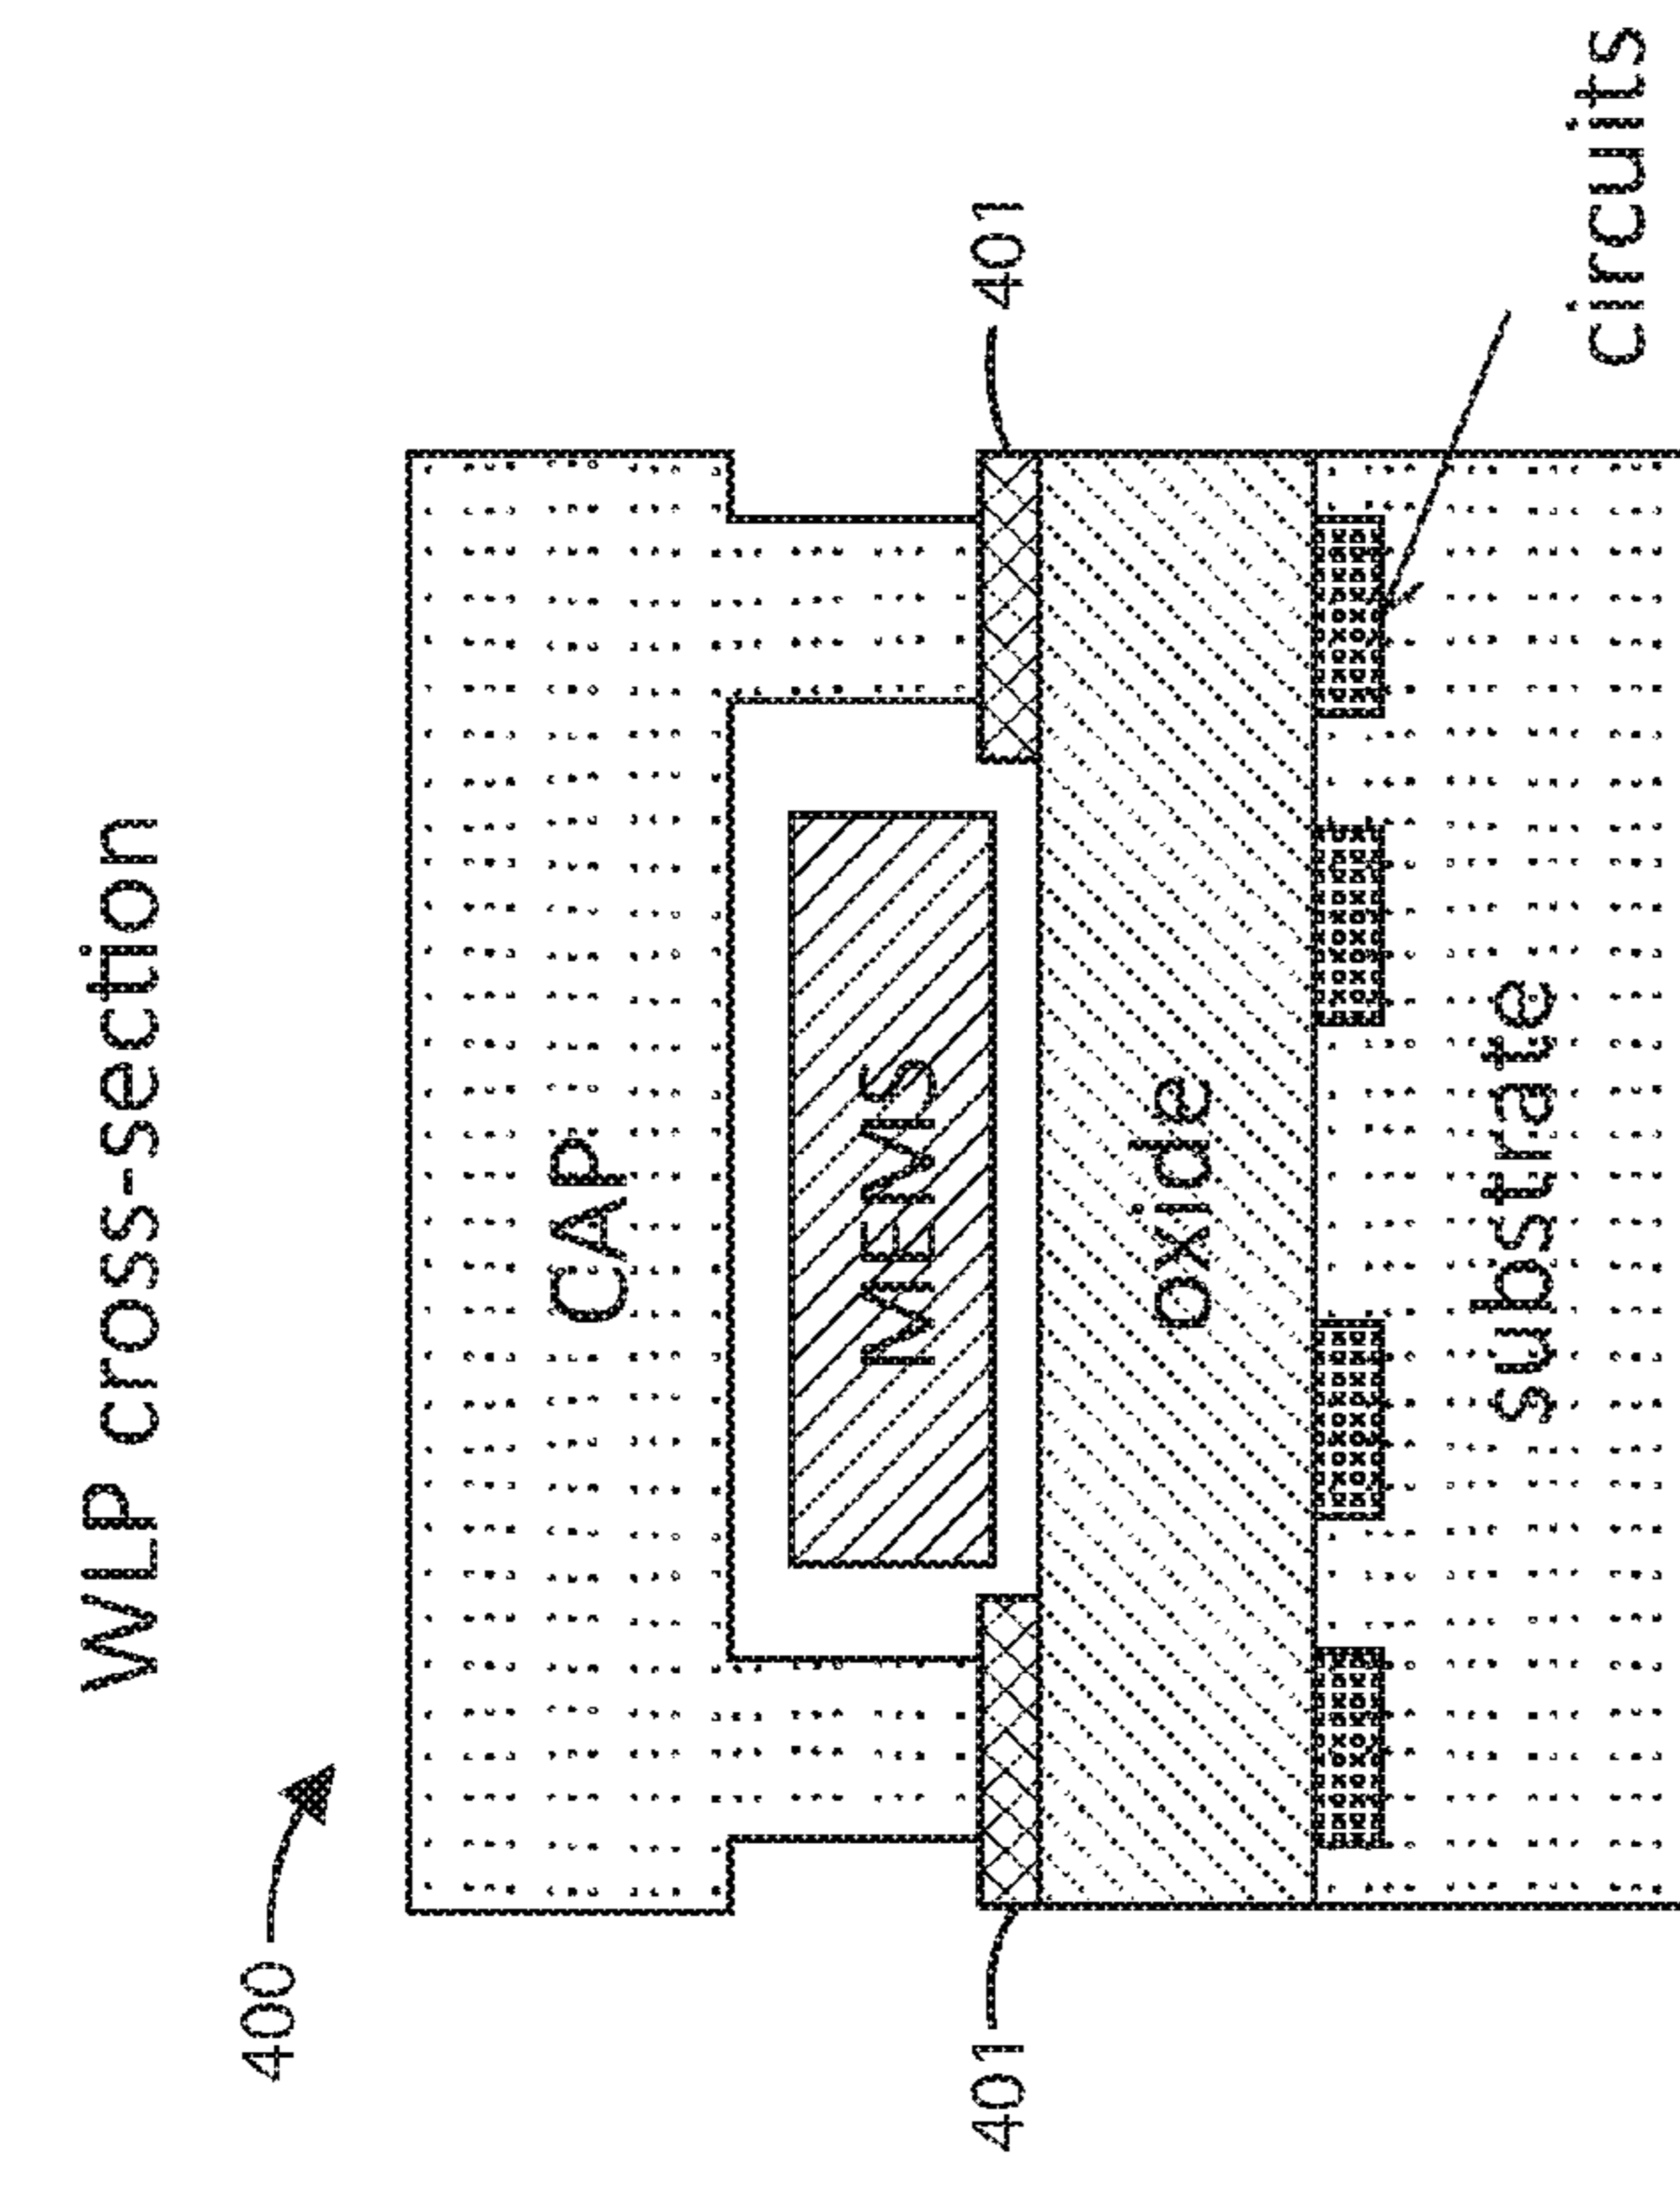 WLP cross-section
400
CAP
MEMS
401
401
oxide
substrate
circuits